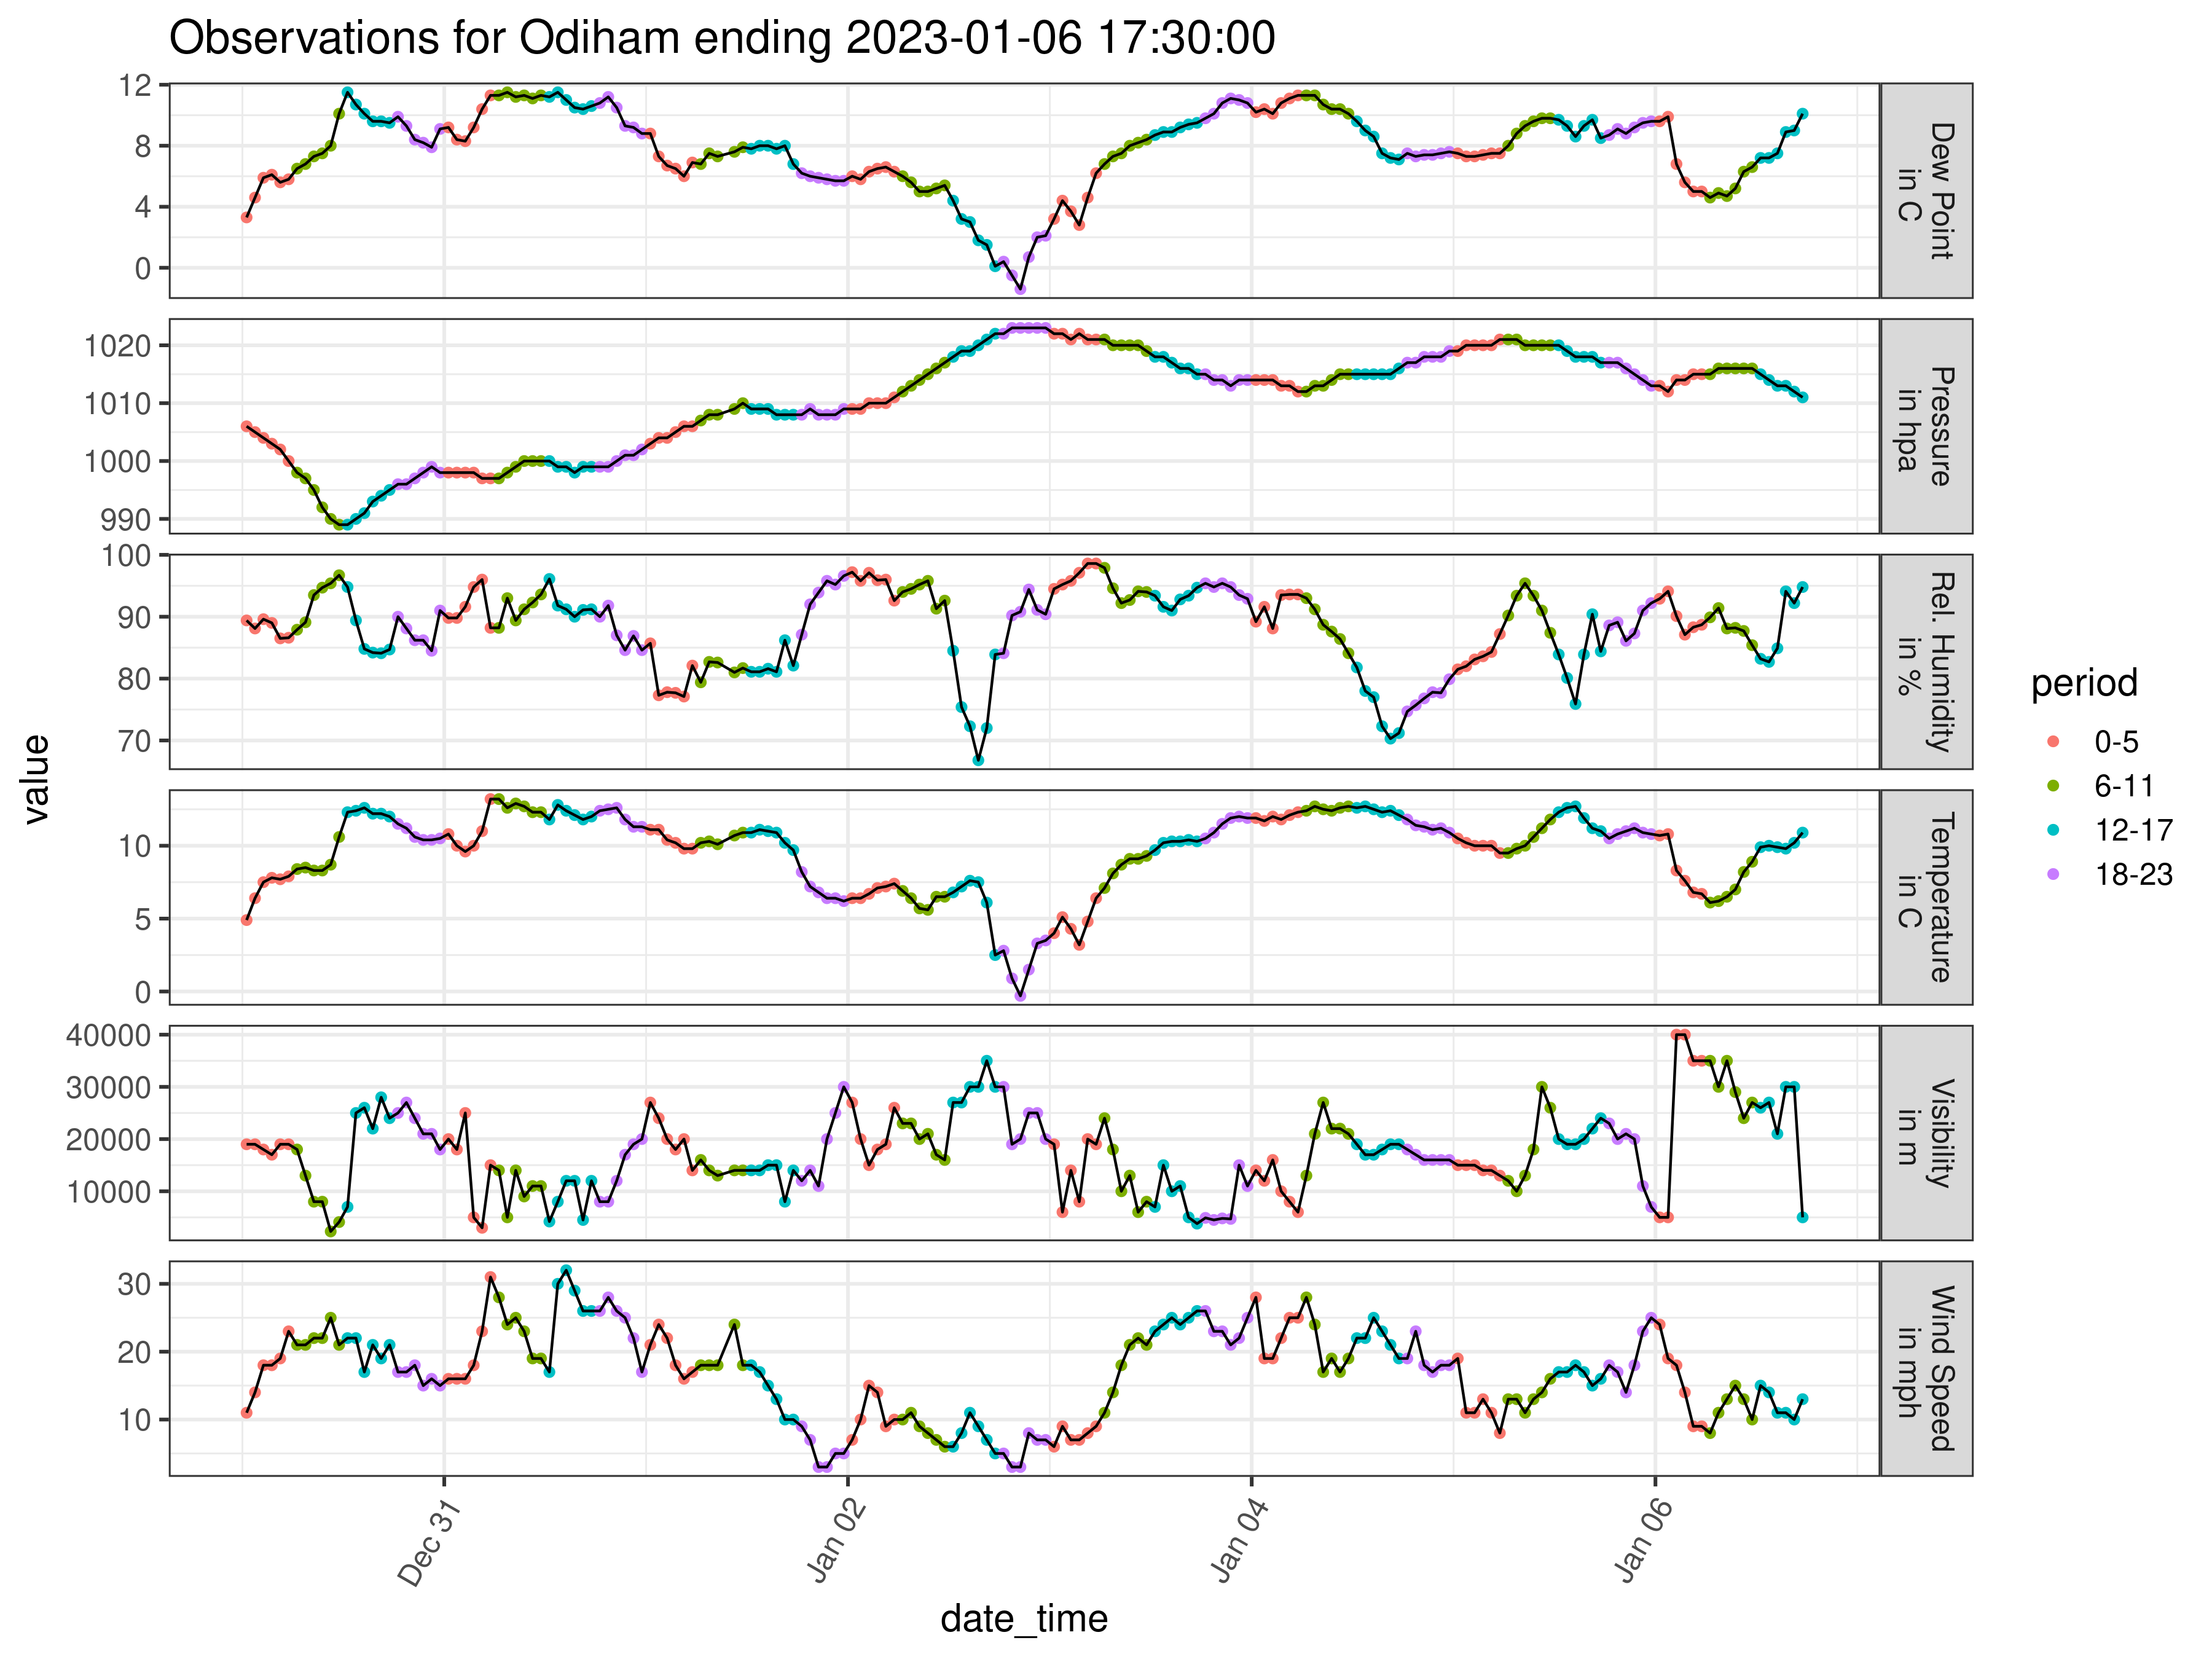 Observations for Odiham ending 2023-01-06 17:30:00
value
12
8
4
0
Dew Point
in C
1020
1010
1000
990
Pressure
in hpa
100
90
80
70
Rel. Humidity
in %
10
5
0
Temperature
in C
40000
30000
20000
10000
Visibility
in m
30
20
10
Wind Speed
in mph
Dec 31
Jan 02
Jan 04
Jan 06
date_time
period
0-5
6-11
12-17
18-23